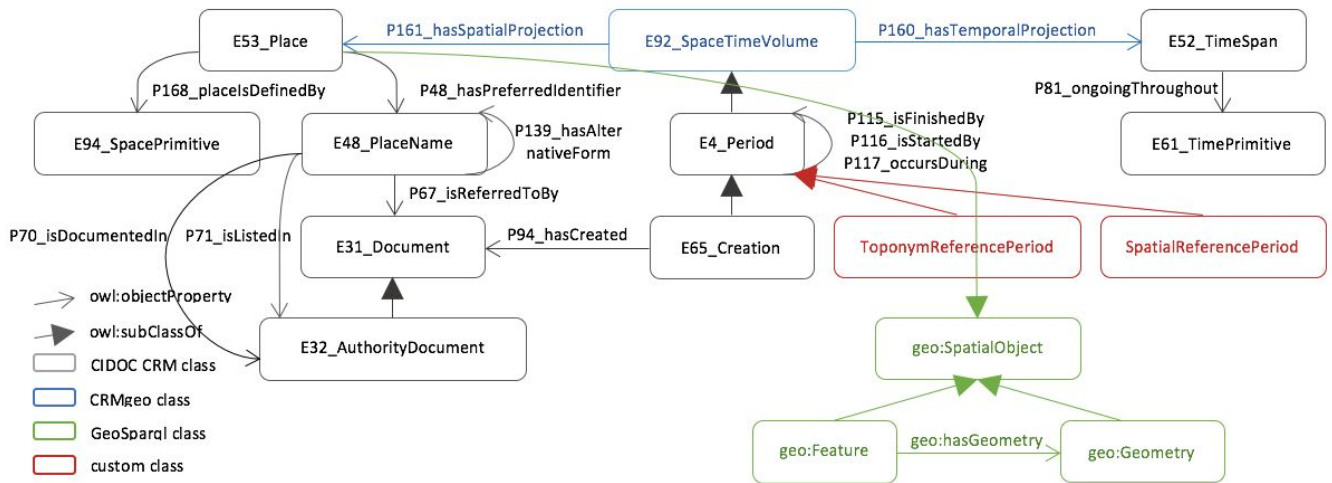 P161_hasSpatialProjection
P160_hasTemporalProjection
E53_Place
E92_SpaceTimeVolume
E52_TimeSpan
P168_placeIsDefinedBy
P48_hasPreferredIdentifier
P81_ongoingThroughout
E94_SpacePrimitive
E48_PlaceName
P139_hasAlter
nativeForm
E4_Period
P115_isFinishedBy
P116_isStartedBy
P117_occursDuring
E61_TimePrimitive
P67_isReferredToBy
P70_isDocumentedIn
P71_isListedIn
E31_Document
P94_hasCreated
E65_Creation
ToponymReferencePeriod
SpatialReferencePeriod
owl:objectProperty
owl:subClassOf
E32_AuthorityDocument
geo:SpatialObject
CIDOC CRM class
CRMgeo class
GeoSparql class
custom class
geo:Feature
geo:hasGeometry
geo:Geometry